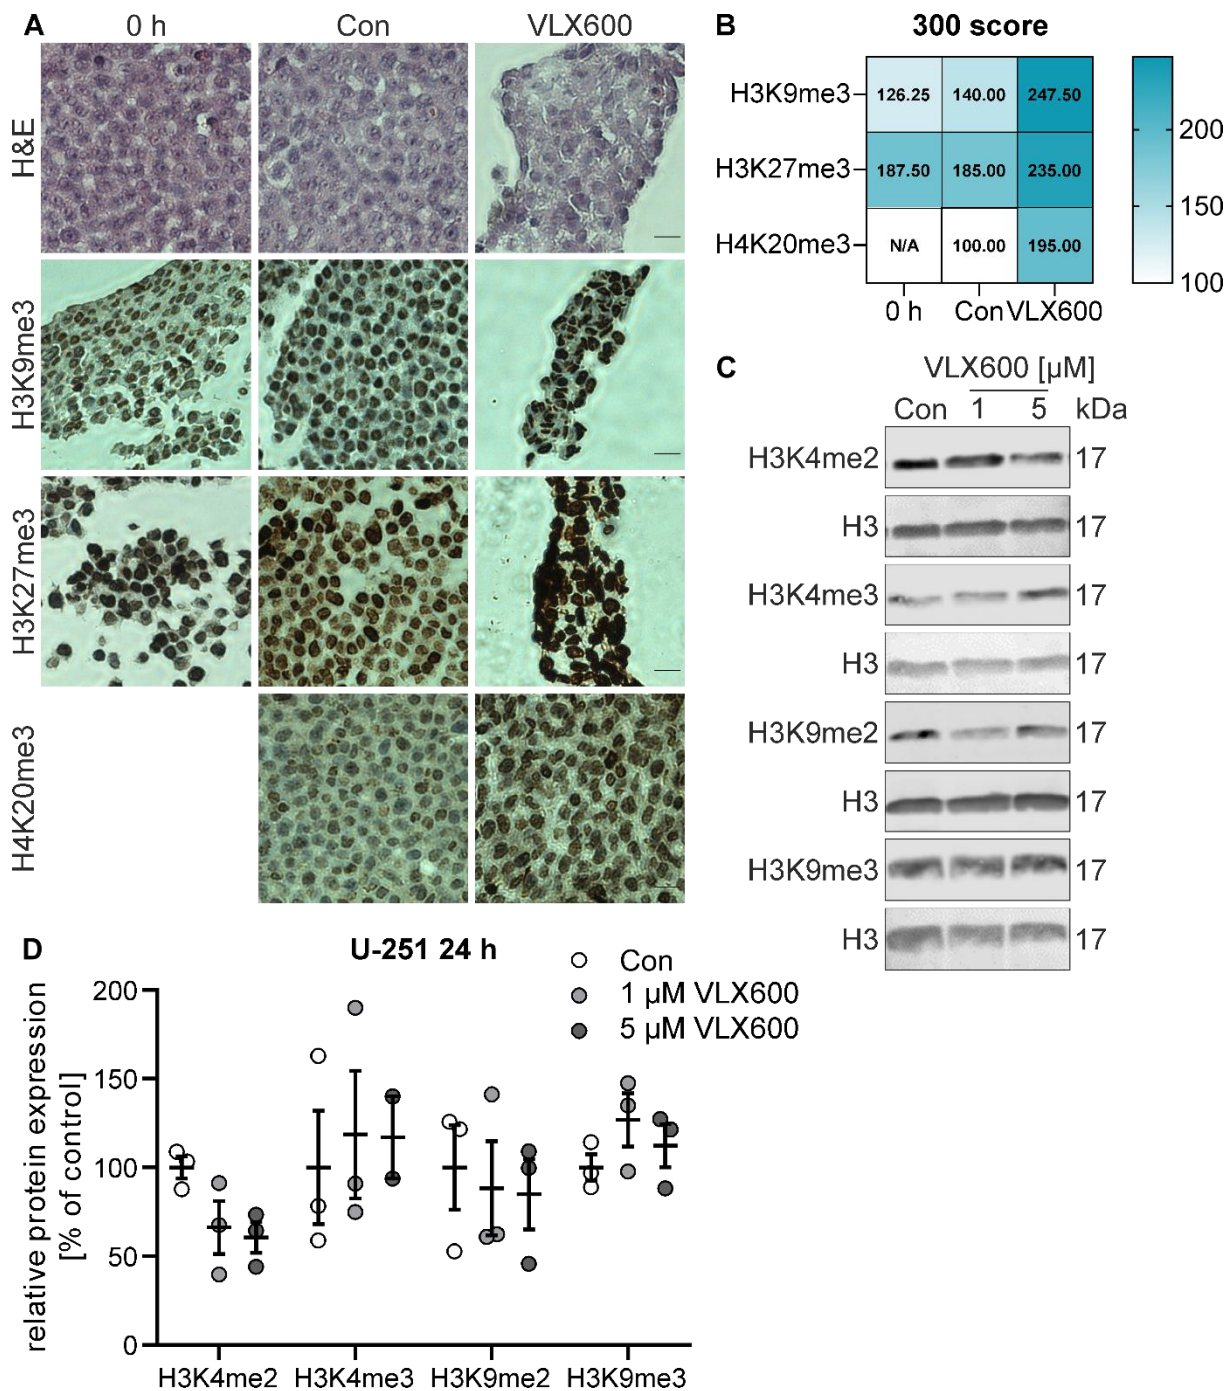 A
0 h
Con
VLX600
H&E
H3K9me3
H3K27me3
H4K20me3
B
300 score
H3K9me3
126.25
140.00
247.50
H3K27me3
187.50
185.00
235.00
H4K20me3
N/A
100.00
195.00
0 h
Con
VLX600
200
150
100
C
VLX600 [µM]
Con
1
5
kDa
H3K4me2
17
H3
17
H3K4me3
17
H3
17
H3K9me2
17
H3
17
H3K9me3
17
H3
17
D
U-251 24 h
Con
1 µM VLX600
5 µM VLX600
relative protein expression
[% of control]
200
150
100
50
0
H3K4me2
H3K4me3
H3K9me2
H3K9me3